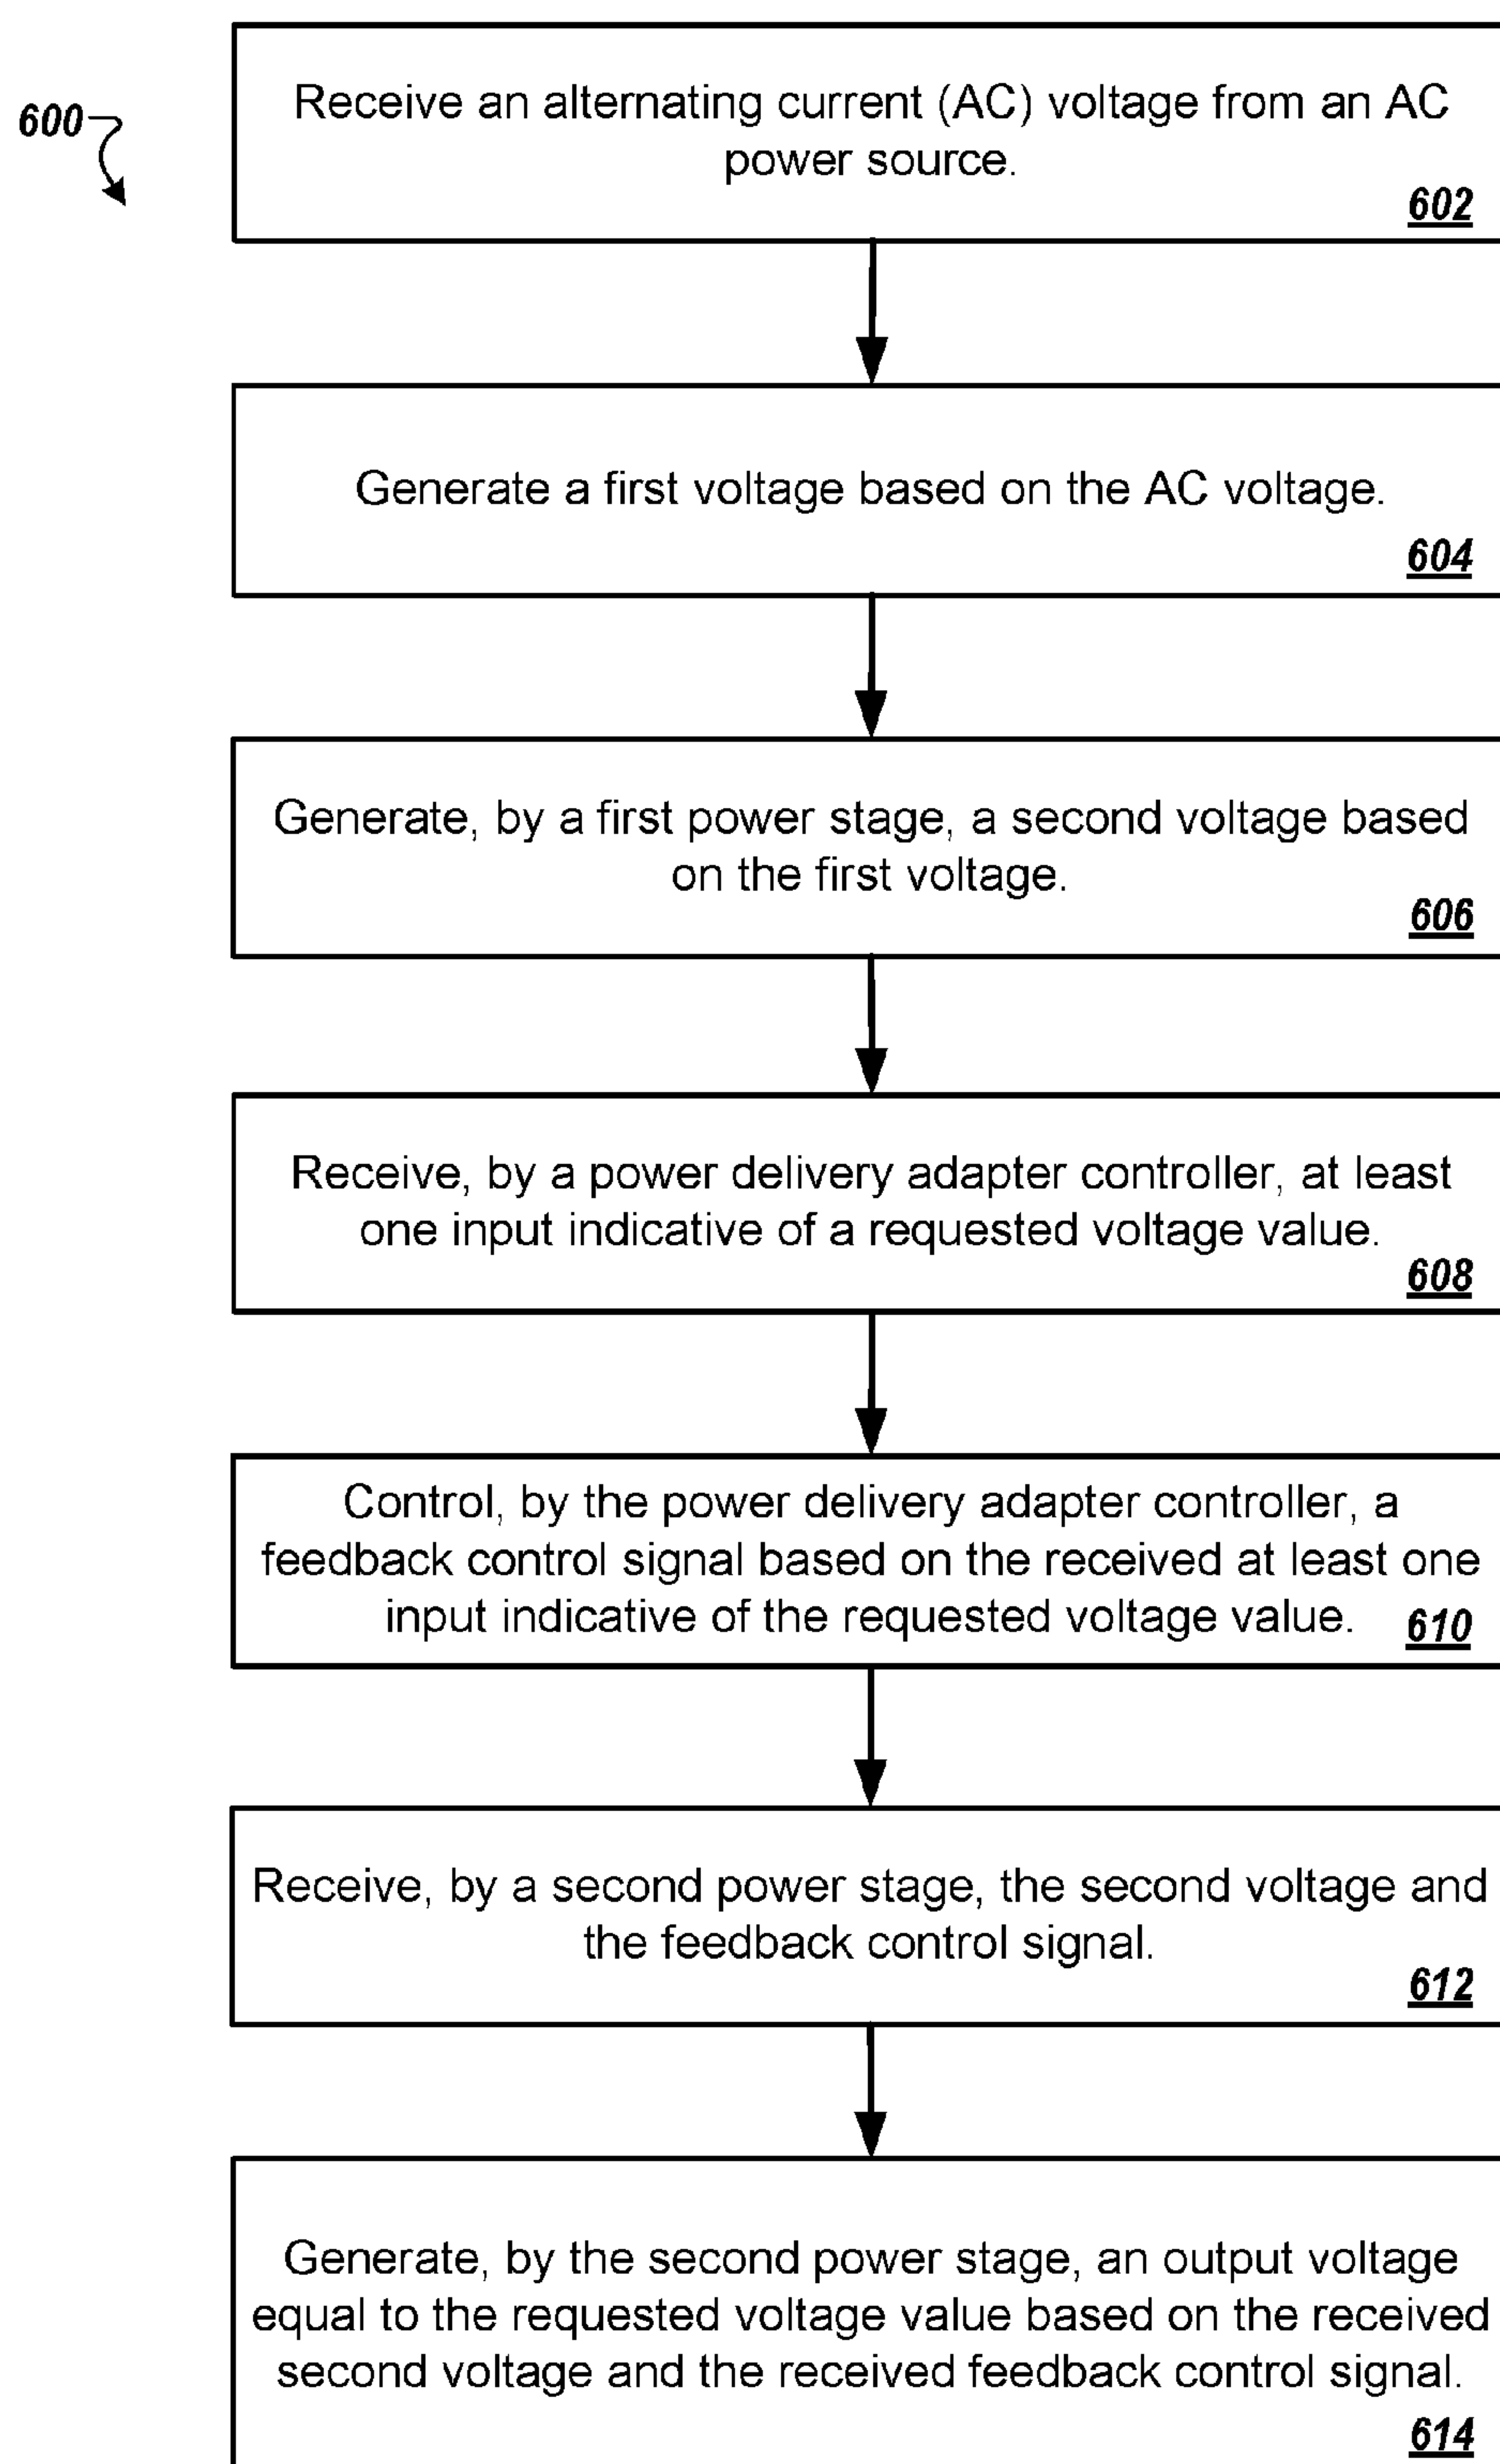 600
Receive an alternating current (AC) voltage from an AC
power source.
602
Generate a first voltage based on the AC voltage.
604
Generate, by a first power stage, a second voltage based
on the first voltage.
606
Receive, by a power delivery adapter controller, at least
one input indicative of a requested voltage value.
608
Control, by the power delivery adapter controller, a
feedback control signal based on the received at least one
input indicative of the requested voltage value.
610
Receive, by a second power stage, the second voltage and
the feedback control signal.
612
Generate, by the second power stage, an output voltage
equal to the requested voltage value based on the received
second voltage and the received feedback control signal.
614